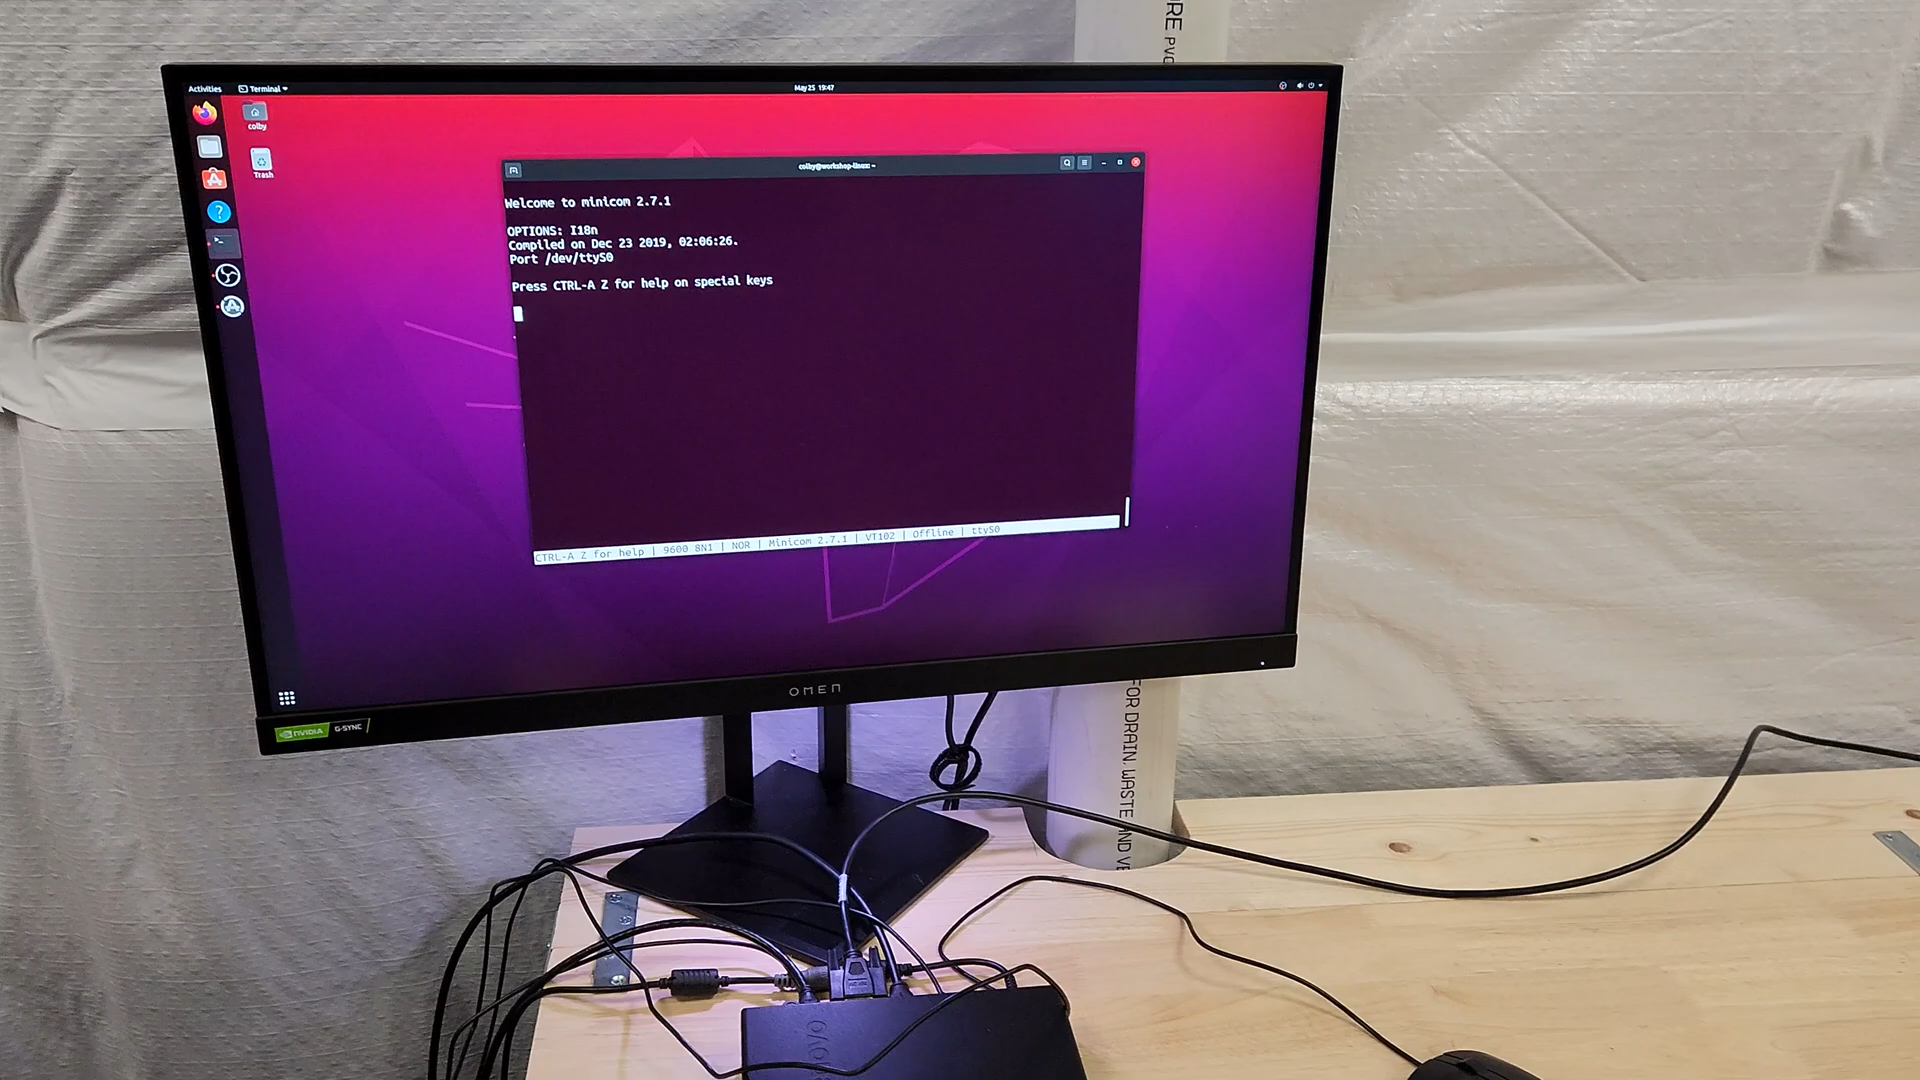 RE PVC
Activities
Terminal
May 25 19:47
colby
Trash
colby@workshop-linux: ~
Welcome to minicom 2.7.1
OPTIONS: I18n
Compiled on Dec 23 2019, 02:06:26.
Port /dev/ttyS0
Press CTRL-A Z for help on special keys
CTRL-A Z for help | 9600 8N1 | NOR | Minicom 2.7.1 | VT102 | Offline | ttyS0
OMEN
NVIDIA G-SYNC
FOR DRAIN, WASTE AND VE